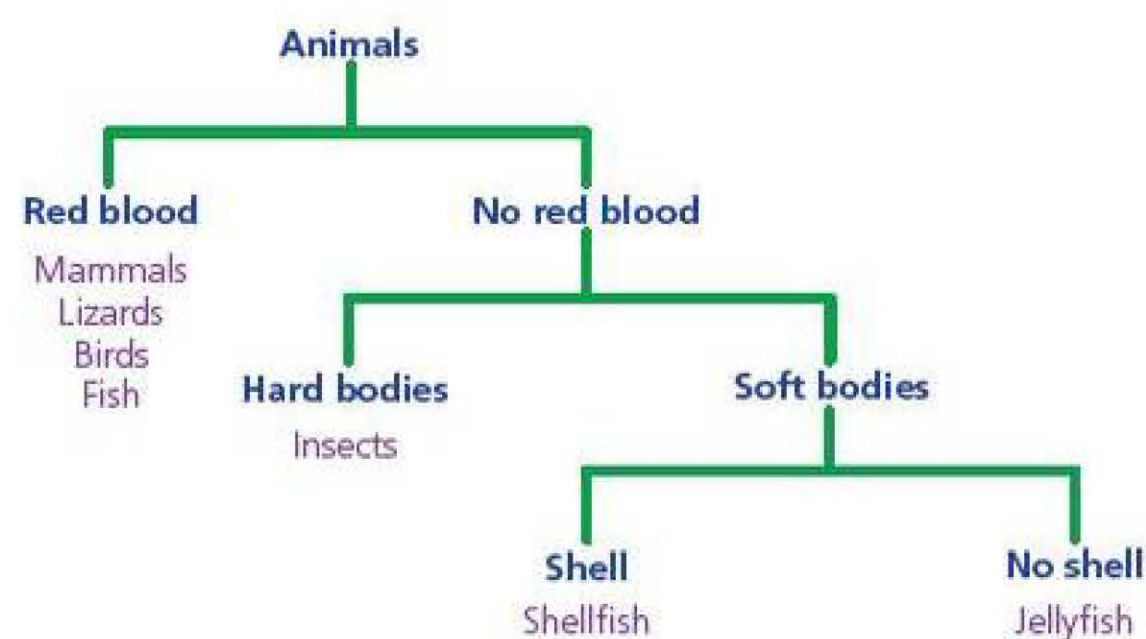 Animals
Red blood
No red blood
Mammals
Lizards
Birds
Fish
Hard bodies
Soft bodies
Insects
Shell
No shell
Shellfish
Jellyfish